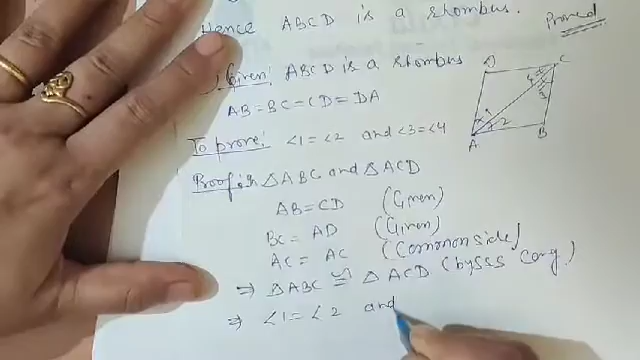 Hence ABCD is a rhombus.
Proved
) Given: ABCD is a rhombus
AB=BC=CD=DA
To prove: ∠1=∠2 and ∠3=∠4
Proof: In △ABC and △ACD
AB=CD (Given)
BC= AD (Given)
AC= AC (Common side)
⇒ △ABC ≅ △ACD (by SSS Cong.)
⇒ ∠1=∠2 and
D C
4
3
1
2
A B